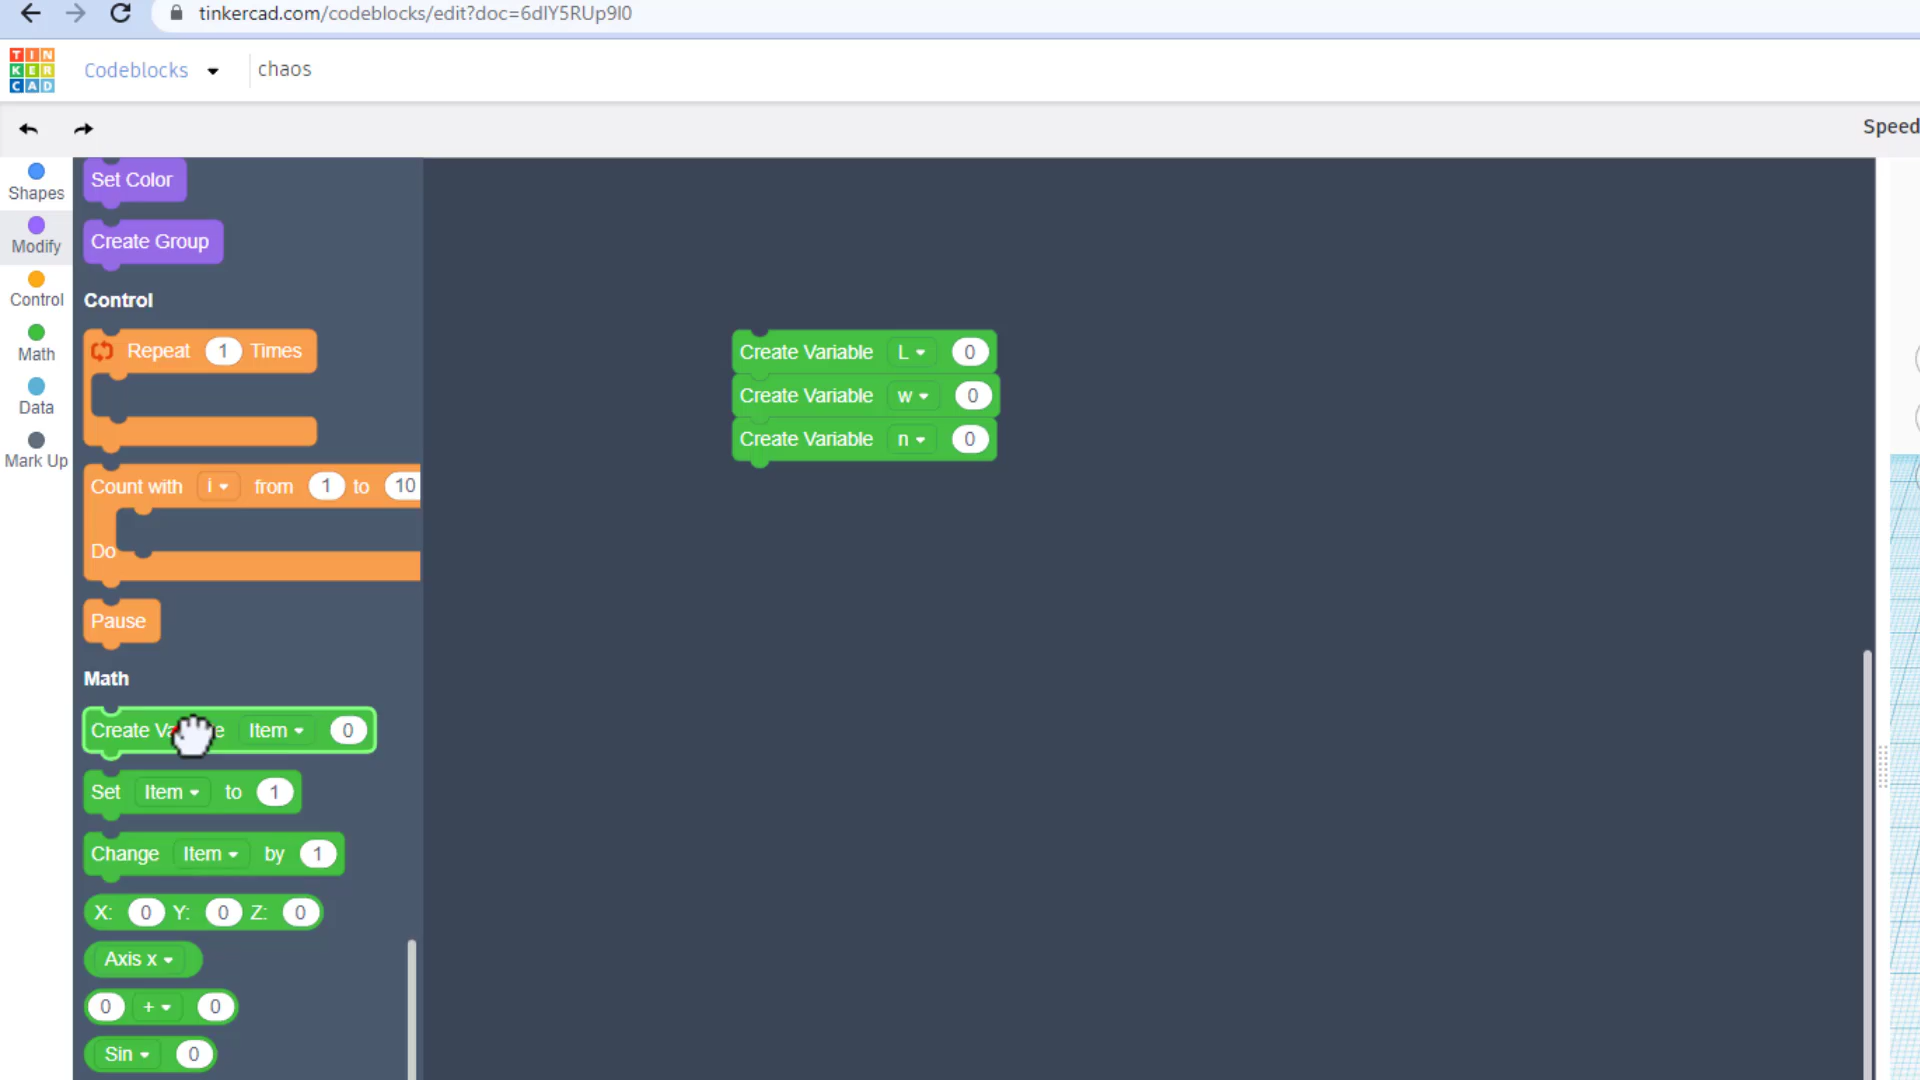 tinkercad.com/codeblocks/edit?doc=6dlY5RUp9l0
TIN
KER
CAD
Codeblocks
chaos
Speed
Shapes
Modify
Control
Math
Data
Mark Up
Set Color
Create Group
Control
Repeat 1 Times
Count with i from 1 to 10
Do
Pause
Math
Create Va e Item 0
Set Item to 1
Change Item by 1
X: 0 Y: 0 Z: 0
Axis x
0 + 0
Sin 0
Create Variable L 0
Create Variable w 0
Create Variable n 0